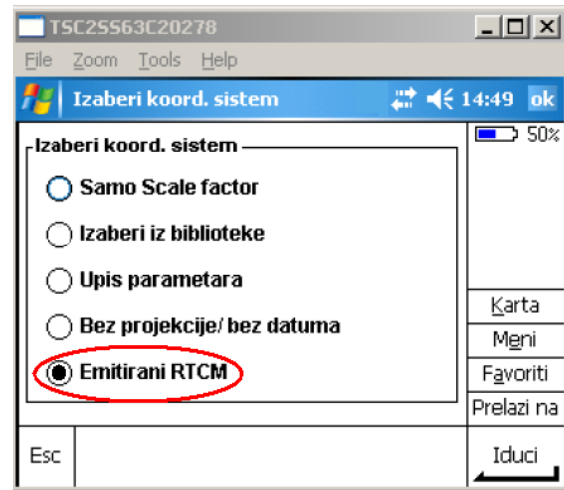 TSC2SS63C20278
File Zoom Tools Help
Izaberi koord. sistem 14:49 ok
50%
Izaberi koord. sistem
Samo Scale factor
Izaberi iz biblioteke
Upis parametara
Bez projekcije/ bez datuma
Emitirani RTCM
Karta
Meni
Favoriti
Prelazi na
Esc
Iduci